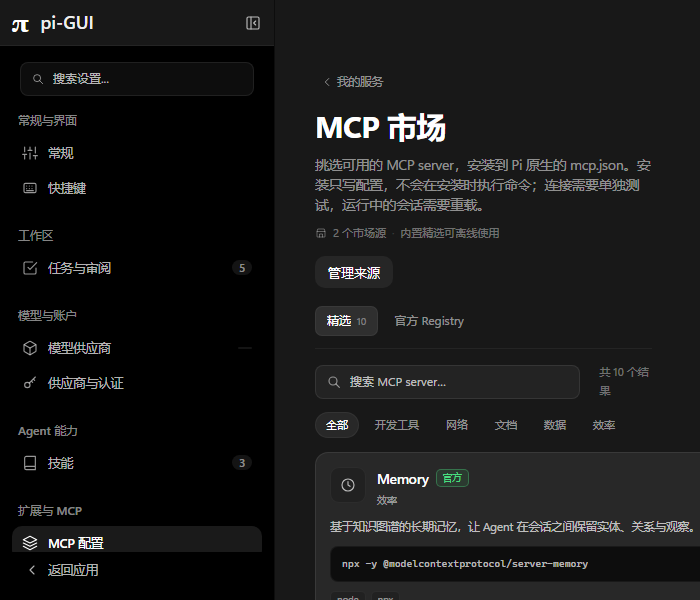 π pi-GUI
搜索设置...
常规与界面
常规
快捷键
工作区
任务与审阅 5
模型与账户
模型供应商
供应商与认证
Agent 能力
技能 3
扩展与 MCP
MCP 配置
返回应用
我的服务
MCP 市场
挑选可用的 MCP server，安装到 Pi 原生的 mcp.json。安
装只写配置，不会在安装时执行命令；连接需要单独测
试，运行中的会话需要重载。
2 个市场源 · 内置精选可离线使用
管理来源
精选 10 官方 Registry
搜索 MCP server...
共 10 个结
果
全部 开发工具 网络 文档 数据 效率
Memory 官方
效率
基于知识图谱的长期记忆，让 Agent 在会话之间保留实体、关系与观察。
npx -y @modelcontextprotocol/server-memory
node npx